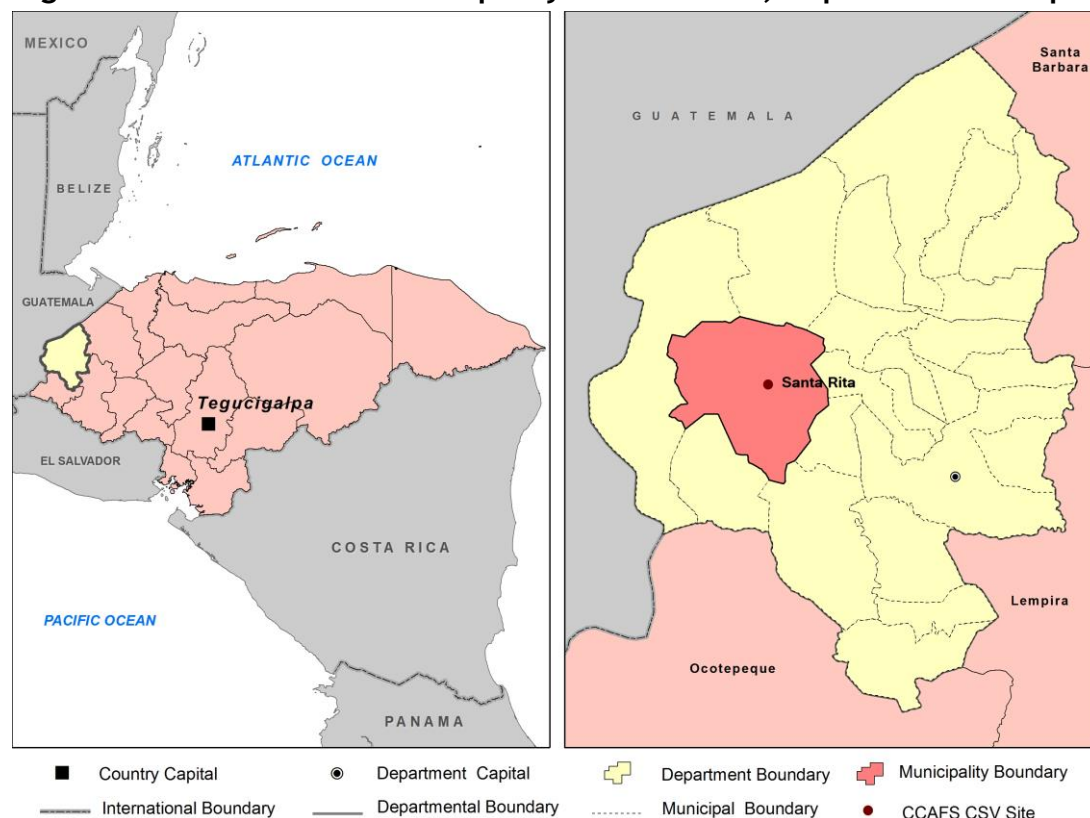 MEXICO
BELIZE
ATLANTIC OCEAN
GUATEMALA
Tegucigalpa
EL SALVADOR
COSTA RICA
PACIFIC OCEAN
PANAMA
Santa
Barbara
GUATEMALA
Santa Rita
Lempira
Ocotepeque
Country Capital
Department Capital
Department Boundary
Municipality Boundary
International Boundary
Departmental Boundary
Municipal Boundary
CCAFS CSV Site